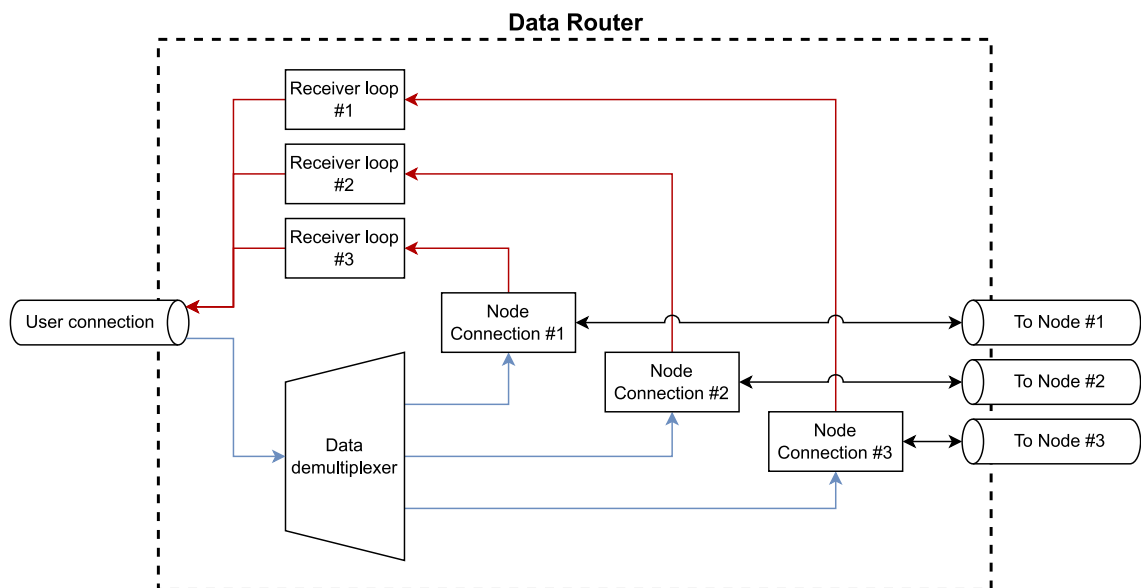 Data Router
Receiver loop
#1
Receiver loop
#2
Receiver loop
#3
User connection
Node
Connection #1
To Node #1
Node
Connection #2
To Node #2
Node
Connection #3
To Node #3
Data
demultiplexer